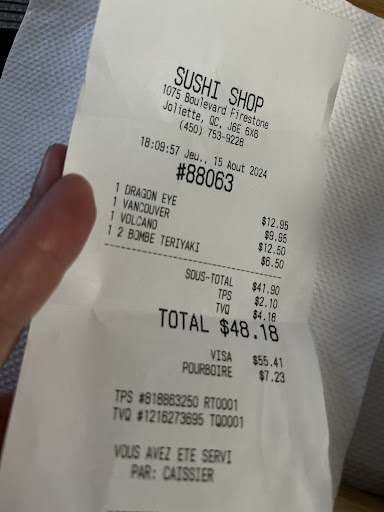 SUSHI SHOP
1075 Boulevard Firestone
Joliette, QC, J6E 6X6
(450) 753-9228
18:09:57 Jeu., 15 Aout 2024
#88063
1 DRAGON EYE $12.95
1 VANCOUVER $9.95
1 VOLCANO $12.50
1 2 BOMBE TERIYAKI $6.50
SOUS-TOTAL $41.90
TPS $2.10
TVQ $4.18
TOTAL $48.18
VISA $55.41
POURBOIRE $7.23
TPS #818863250 RT0001
TVQ #1216273695 TQ0001
VOUS AVEZ ETE SERVI
PAR: CAISSIER